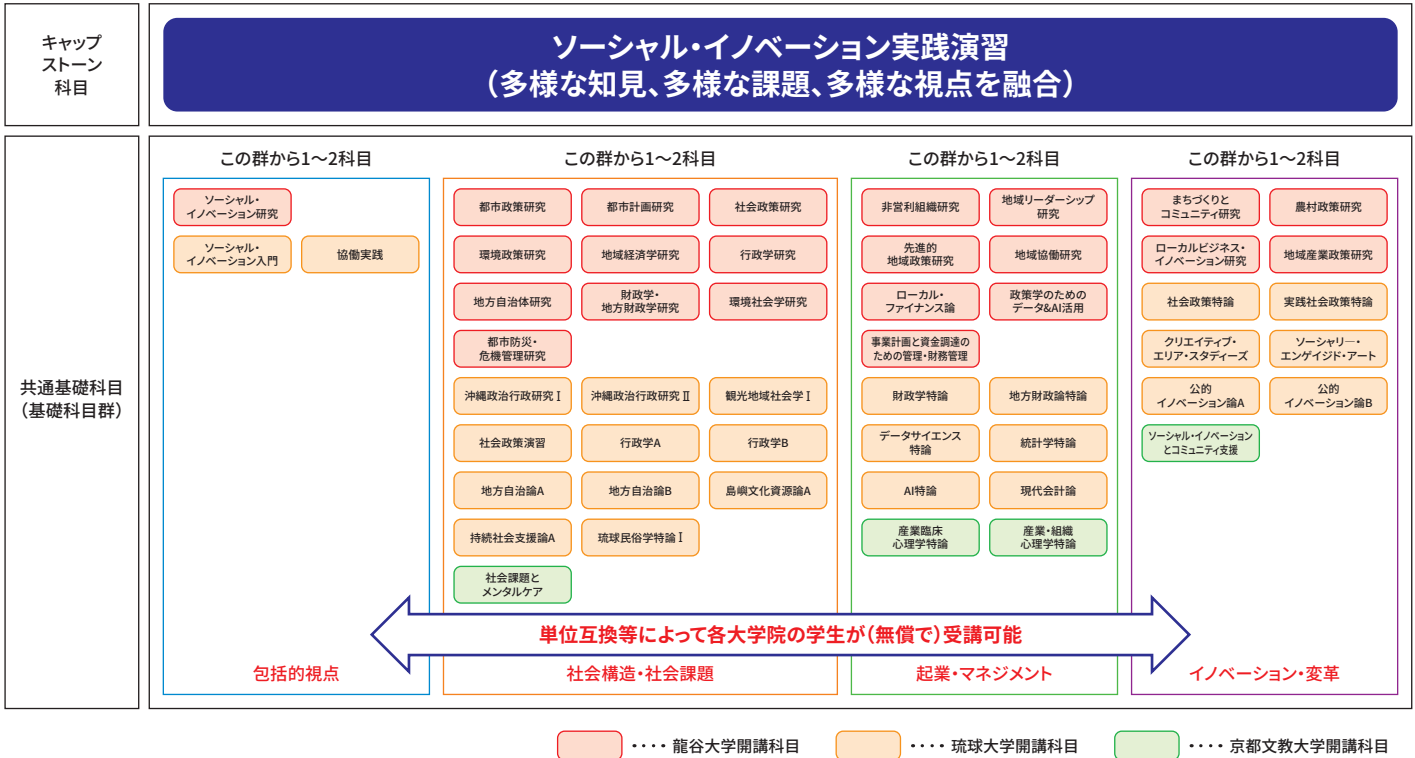 キャップ
ストーン
科目
ソーシャル・イノベーション実践演習
（多様な知見、多様な課題、多様な視点を融合）
共通基礎科目
（基礎科目群）
この群から1〜2科目
ソーシャル・
イノベーション研究
ソーシャル・
イノベーション入門
協働実践
包括的視点
この群から1〜2科目
都市政策研究
都市計画研究
社会政策研究
環境政策研究
地域経済学研究
行政学研究
地方自治体研究
財政学・
地方財政学研究
環境社会学研究
都市防災・
危機管理研究
沖縄政治行政研究Ⅰ
沖縄政治行政研究Ⅱ
観光地域社会学Ⅰ
社会政策演習
行政学A
行政学B
地方自治論A
地方自治論B
島嶼文化資源論A
持続社会支援論A
琉球民俗学特論Ⅰ
社会課題と
メンタルケア
社会構造・社会課題
この群から1〜2科目
非営利組織研究
地域リーダーシップ
研究
先進的
地域政策研究
地域協働研究
ローカル・
ファイナンス論
政策学のための
データ&AI活用
事業計画と資金調達の
ための管理・財務管理
財政学特論
地方財政論特論
データサイエンス
特論
統計学特論
AI特論
現代会計論
産業臨床
心理学特論
産業・組織
心理学特論
起業・マネジメント
この群から1〜2科目
まちづくりと
コミュニティ研究
農村政策研究
ローカルビジネス・
イノベーション研究
地域産業政策研究
社会政策特論
実践社会政策特論
クリエイティブ・
エリア・スタディーズ
ソーシャリー・
エンゲイジド・アート
公的
イノベーション論A
公的
イノベーション論B
ソーシャル・イノベーション
とコミュニティ支援
イノベーション・変革
単位互換等によって各大学院の学生が（無償で）受講可能
・・・・ 龍谷大学開講科目
・・・・ 琉球大学開講科目
・・・・ 京都文教大学開講科目